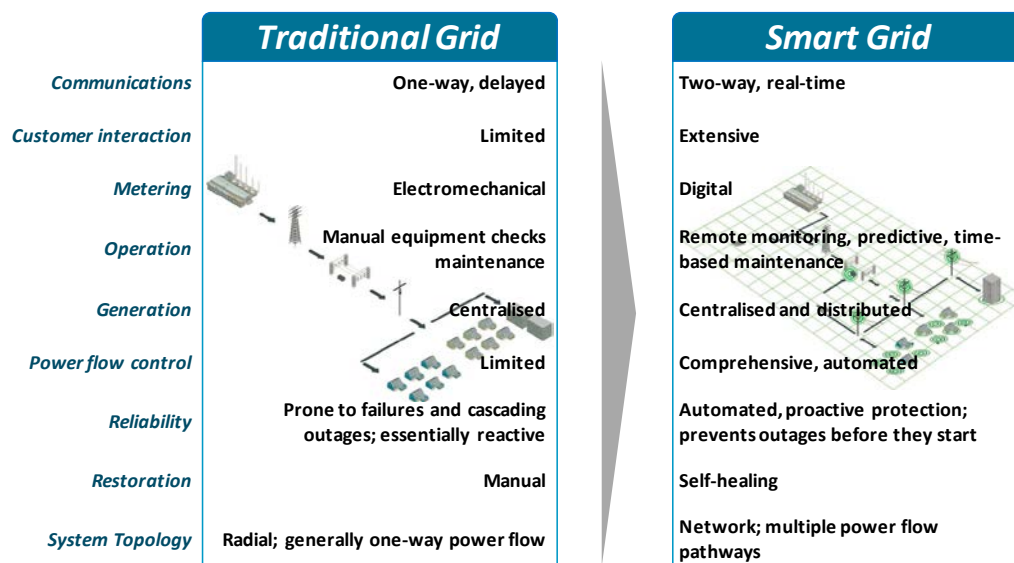 Traditional Grid
Smart Grid
Communications
One-way, delayed
Two-way, real-time
Customer interaction
Limited
Extensive
Metering
Electromechanical
Digital
Operation
Manual equipment checks
maintenance
Remote monitoring, predictive, time-
based maintenance
Generation
Centralised
Centralised and distributed
Power flow control
Limited
Comprehensive, automated
Reliability
Prone to failures and cascading
outages; essentially reactive
Automated, proactive protection;
prevents outages before they start
Restoration
Manual
Self-healing
System Topology
Radial; generally one-way power flow
Network; multiple power flow
pathways